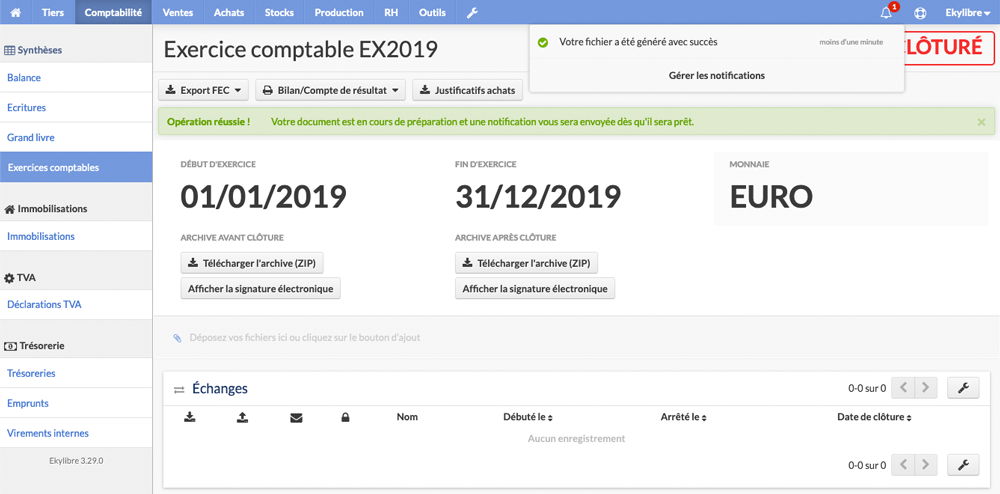 Tiers Comptabilité Ventes Achats Stocks Production RH Outils 1 Ekylibre
Synthèses
Balance
Ecritures
Grand livre
Exercices comptables
Immobilisations
Immobilisations
TVA
Déclarations TVA
Trésorerie
Trésoreries
Emprunts
Virements internes
Ekylibre 3.29.0
Exercice comptable EX2019
Votre fichier a été généré avec succès moins d'une minute
Gérer les notifications
LÔTURÉ
Export FEC Bilan/Compte de résultat Justificatifs achats
Opération réussie ! Votre document est en cours de préparation et une notification vous sera envoyée dès qu'il sera prêt. ×
DÉBUT D'EXERCICE FIN D'EXERCICE MONNAIE
01/01/2019 31/12/2019 EURO
ARCHIVE AVANT CLÔTURE ARCHIVE APRÈS CLÔTURE
Télécharger l'archive (ZIP) Télécharger l'archive (ZIP)
Afficher la signature électronique Afficher la signature électronique
Déposez vos fichiers ici ou cliquez sur le bouton d'ajout
Échanges 0-0 sur 0
Nom Débuté le Arrêté le Date de clôture
Aucun enregistrement
0-0 sur 0